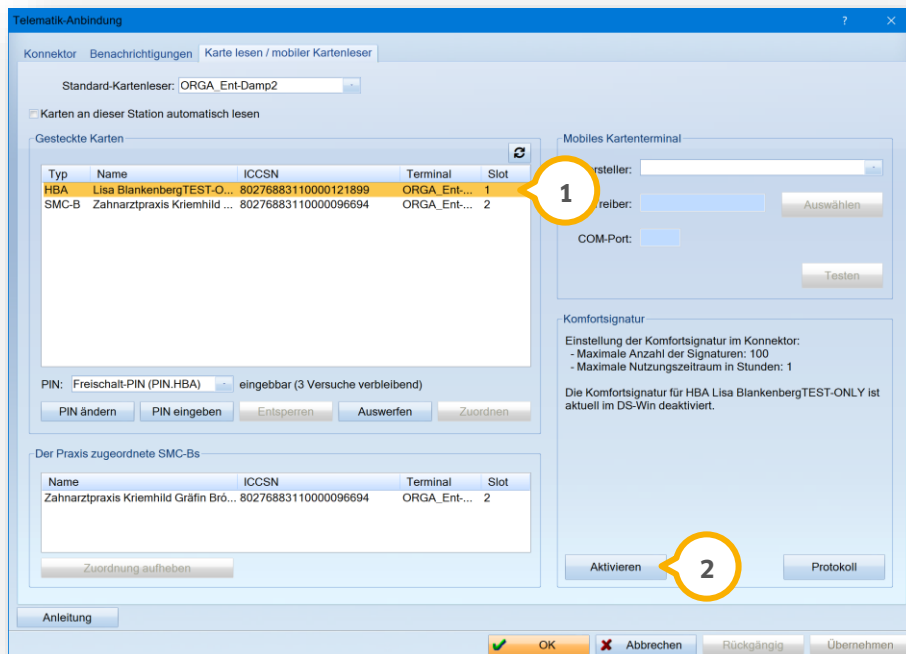 Telematik-Anbindung ? ×
Konnektor Benachrichtigungen Karte lesen / mobiler Kartenleser
Standard-Kartenleser: ORGA_Ent-Damp2
Karten an dieser Station automatisch lesen
Gesteckte Karten
Typ Name ICCSN Terminal Slot
HBA Lisa BlankenbergTEST-O... 80276883110000121899 ORGA_Ent-... 1
SMC-B Zahnarztpraxis Kriemhild ... 80276883110000096694 ORGA_Ent-... 2
1
PIN: Freischalt-PIN (PIN.HBA) eingebbar (3 Versuche verbleibend)
PIN ändern PIN eingeben Entsperren Auswerfen Zuordnen
Der Praxis zugeordnete SMC-Bs
Name ICCSN Terminal Slot
Zahnarztpraxis Kriemhild Gräfin Bró... 80276883110000096694 ORGA_Ent-... 2
Zuordnung aufheben
Mobiles Kartenterminal
ersteller:
reiber: Auswählen
COM-Port:
Testen
Komfortsignatur
Einstellung der Komfortsignatur im Konnektor:
- Maximale Anzahl der Signaturen: 100
- Maximale Nutzungszeitraum in Stunden: 1
Die Komfortsignatur für HBA Lisa BlankenbergTEST-ONLY ist
aktuell im DS-Win deaktiviert.
Aktivieren 2 Protokoll
Anleitung
OK Abbrechen Rückgängig Übernehmen